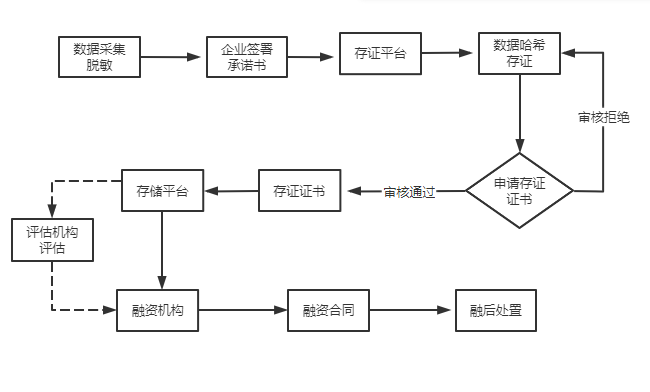 数据采集
脱敏
企业签署
承诺书
存证平台
数据哈希
存证
审核拒绝
申请存证
证书
审核通过
存证证书
存储平台
评估机构
评估
融资机构
融资合同
融后处置